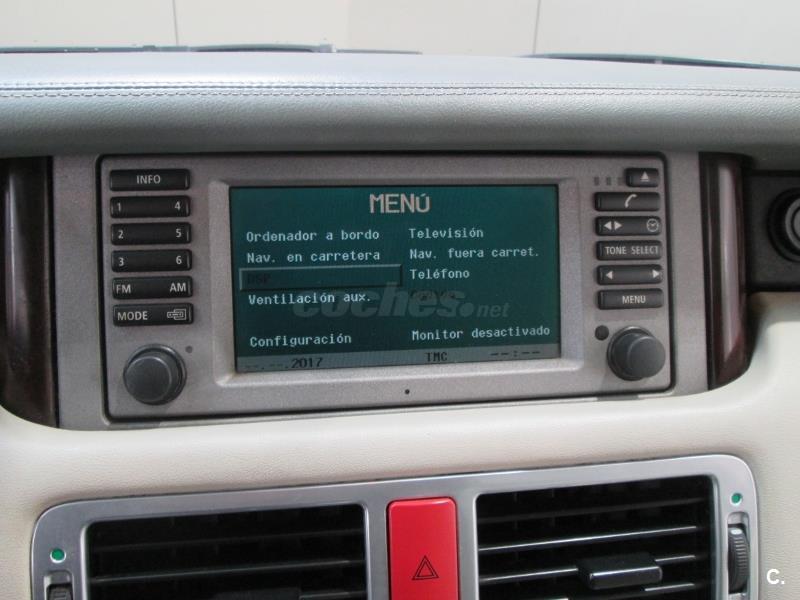 INFO
1 4
2 5
3 6
FM AM
MODE
MENÚ
Ordenador a bordo
Televisión
Nav. en carretera
Nav. fuera carret.
DSP
Teléfono
Ventilación aux.
Configuración
Monitor desactivado
--.--.2017
TMC
--:--
TONE SELECT
MENU
coches.net
C.